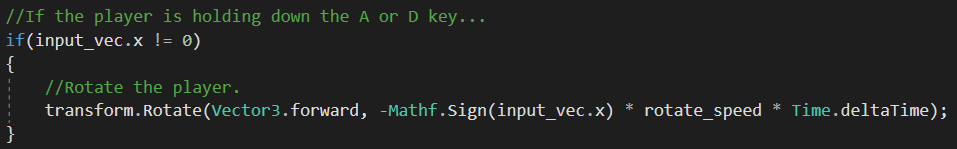 //If the player is holding down the A or D key...
if(input_vec.x != 0)
{
    //Rotate the player.
    transform.Rotate(Vector3.forward, -Mathf.Sign(input_vec.x) * rotate_speed * Time.deltaTime);
}